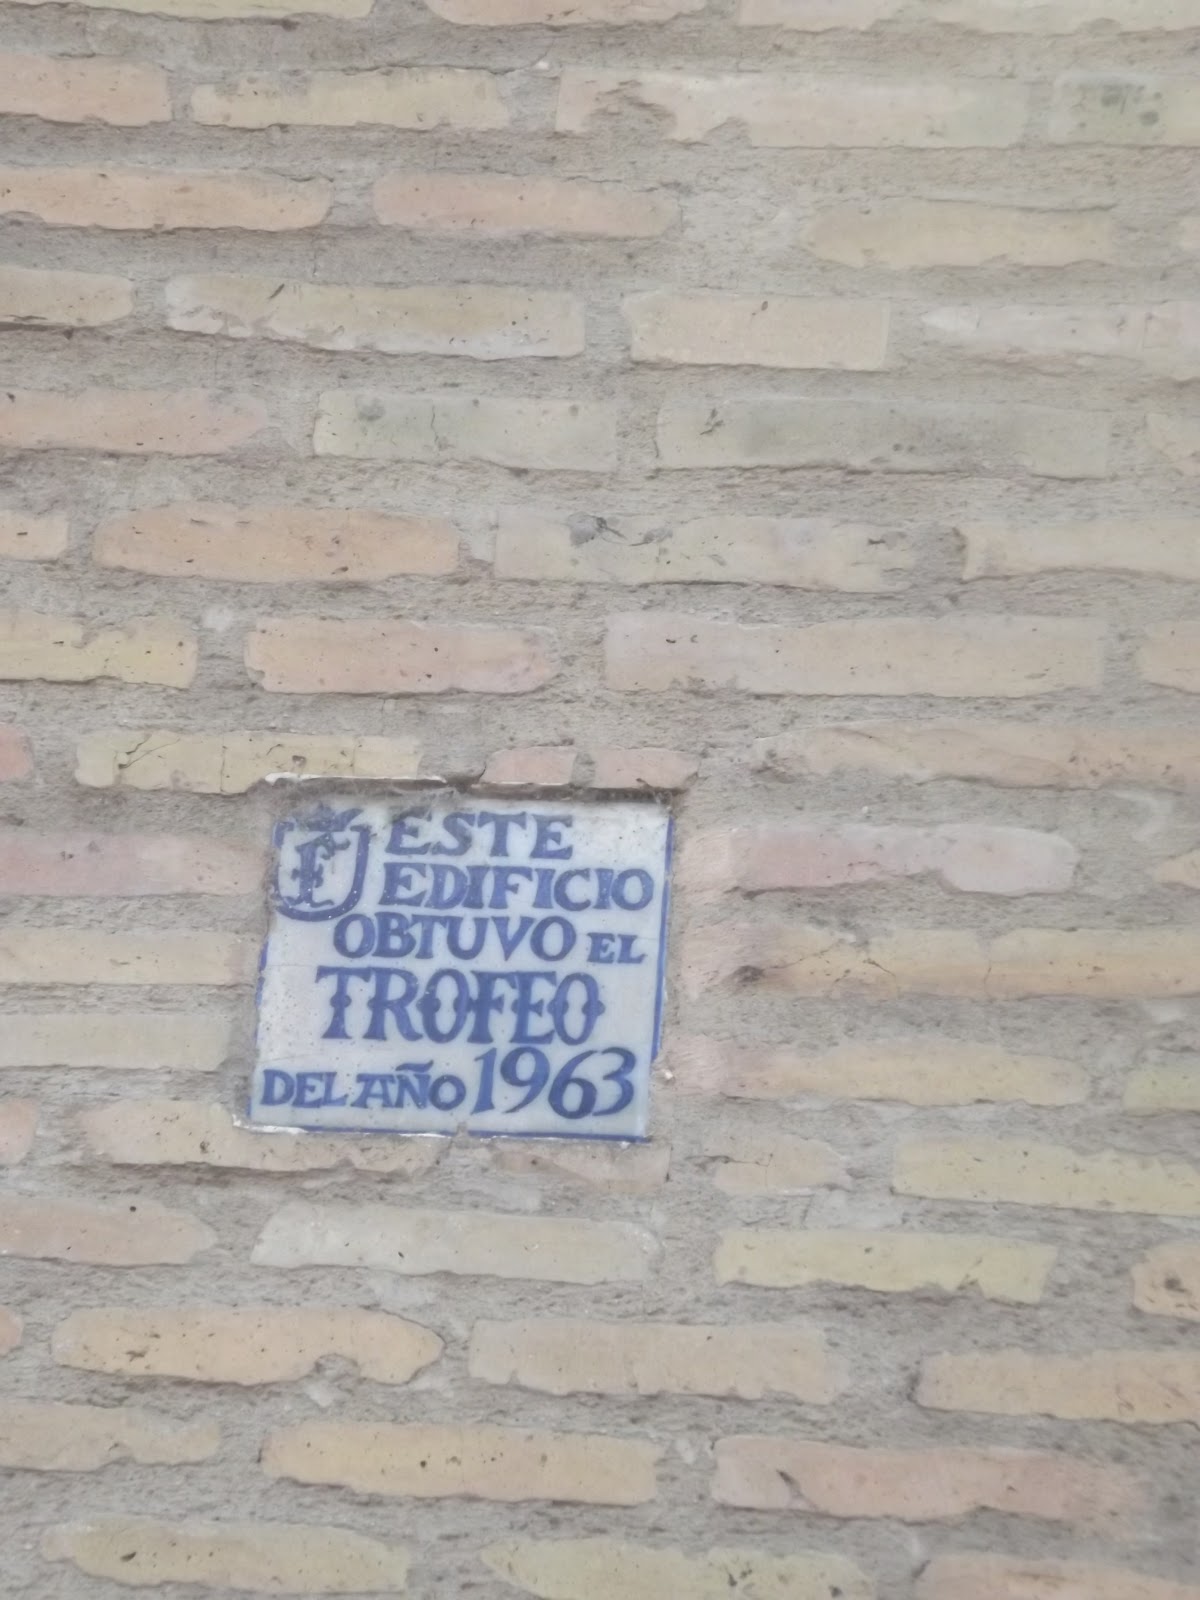 ESTE
EDIFICIO
OBTUVO EL
TROFEO
DEL AÑO 1963